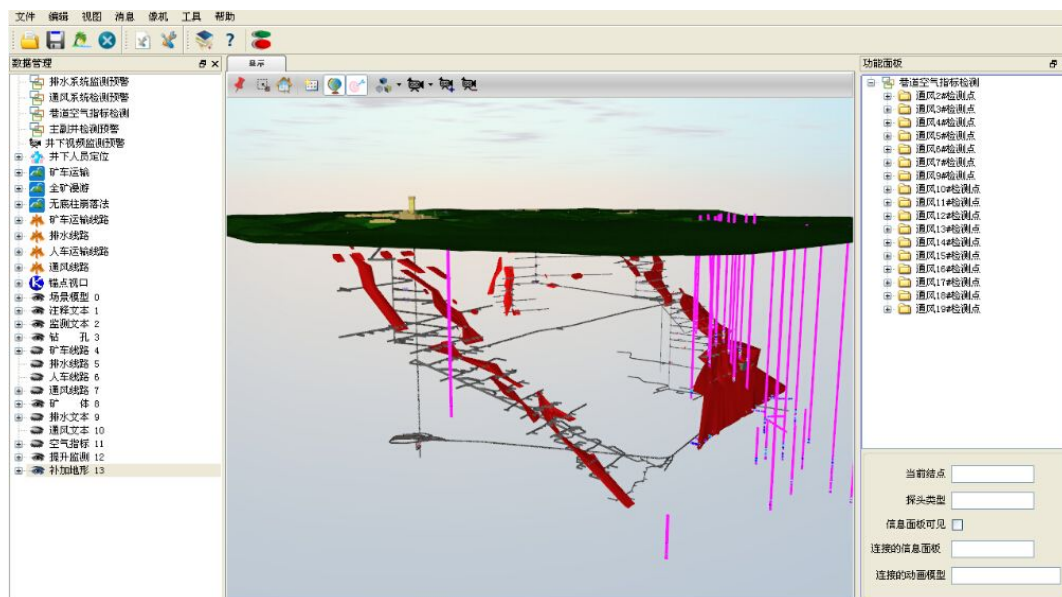 文件 编辑 视图 消息 像机 工具 帮助
数据管理
显示
功能面板
排水系统监测预警
通风系统检测预警
巷道空气指标检测
主副井检测预警
井下视频监测预警
井下人员定位
矿车运输
全矿漫游
无底柱崩落法
矿车运输线路
排水线路
人车运输线路
通风线路
锚点视口
场景模型 0
注释文本 1
监测文本 2
钻 孔 3
矿车线路 4
排水线路 5
人车线路 6
通风线路 7
矿 体 8
排水文本 9
通风文本 10
空气指标 11
提升监测 12
补加地形 13
巷道空气指标检测
通风2#检测点
通风3#检测点
通风4#检测点
通风5#检测点
通风6#检测点
通风7#检测点
通风9#检测点
通风10#检测点
通风11#检测点
通风12#检测点
通风13#检测点
通风14#检测点
通风15#检测点
通风16#检测点
通风17#检测点
通风18#检测点
通风19#检测点
当前结点
探头类型
信息面板可见
连接的信息面板
连接的动画模型